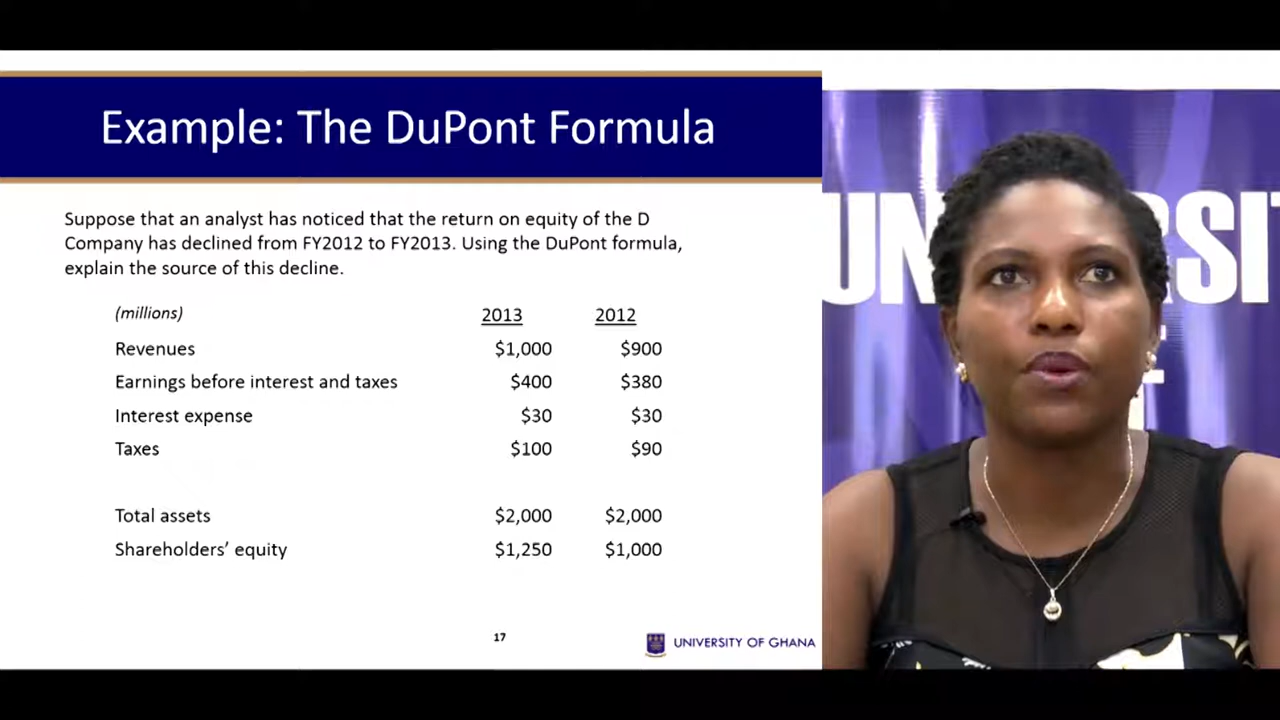 Example: The DuPont Formula
Suppose that an analyst has noticed that the return on equity of the D
Company has declined from FY2012 to FY2013. Using the DuPont formula,
explain the source of this decline.
(millions) 2013 2012
Revenues $1,000 $900
Earnings before interest and taxes $400 $380
Interest expense $30 $30
Taxes $100 $90
Total assets $2,000 $2,000
Shareholders’ equity $1,250 $1,000
17
UNIVERSITY OF GHANA